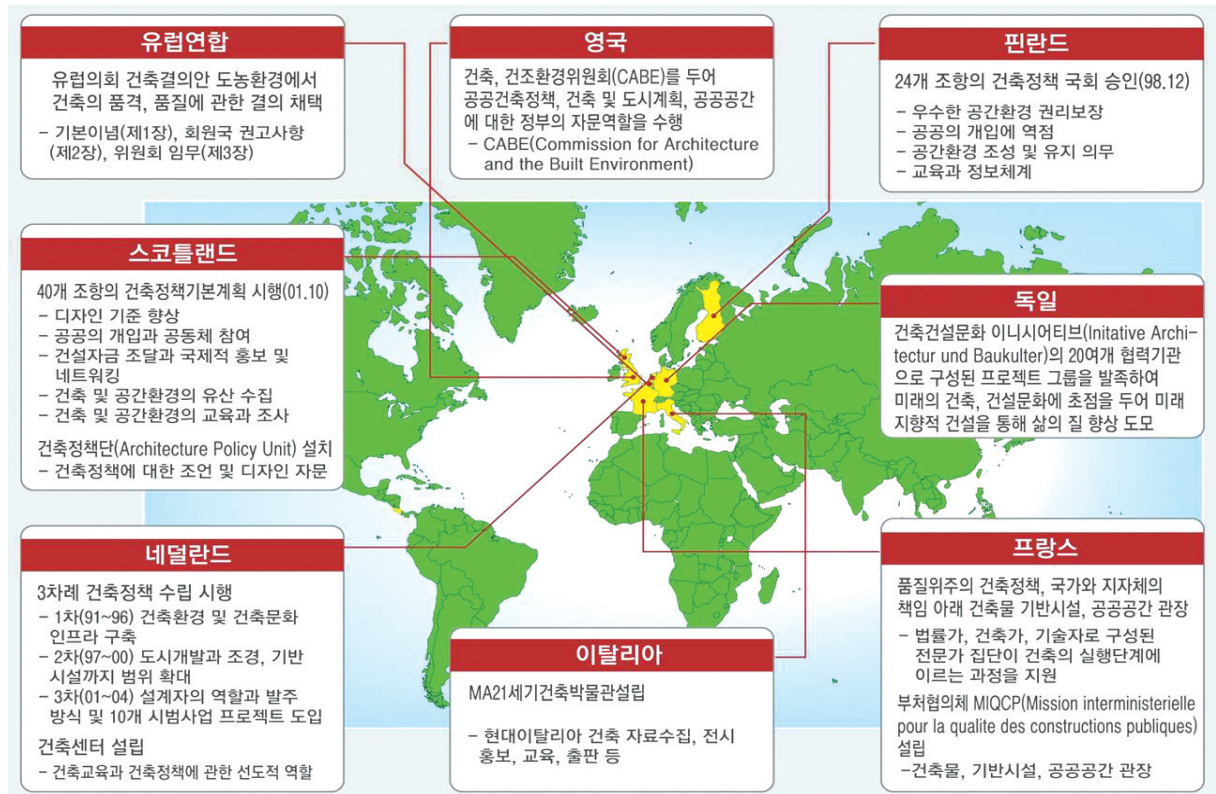 유럽연합
유럽의회 건축결의안 도농환경에서
건축의 품격, 품질에 관한 결의 채택
- 기본이념(제1장), 회원국 권고사항
(제2장), 위원회 임무(제3장)
영국
건축, 건조환경위원회(CABE)를 두어
공공건축정책, 건축 및 도시계획, 공공공간
에 대한 정부의 자문역할을 수행
- CABE(Commission for Architecture
and the Built Environment)
핀란드
24개 조항의 건축정책 국회 승인(98.12)
- 우수한 공간환경 권리보장
- 공공의 개입에 역점
- 공간환경 조성 및 유지 의무
- 교육과 정보체계
스코틀랜드
40개 조항의 건축정책기본계획 시행(01.10)
- 디자인 기준 향상
- 공공의 개입과 공동체 참여
- 건설자금 조달과 국제적 홍보 및
네트워킹
- 건축 및 공간환경의 유산 수집
- 건축 및 공간환경의 교육과 조사
건축정책단(Architecture Policy Unit) 설치
- 건축정책에 대한 조언 및 디자인 자문
독일
건축건설문화 이니시어티브(Initative Archi-
tectur und Baukulter)의 20여개 협력기관
으로 구성된 프로젝트 그룹을 발족하여
미래의 건축, 건설문화에 초점을 두어 미래
지향적 건설을 통해 삶의 질 향상 도모
네덜란드
3차례 건축정책 수립 시행
- 1차(91~96) 건축환경 및 건축문화
인프라 구축
- 2차(97~00) 도시개발과 조경, 기반
시설까지 범위 확대
- 3차(01~04) 설계자의 역할과 발주
방식 및 10개 시범사업 프로젝트 도입
건축센터 설립
- 건축교육과 건축정책에 관한 선도적 역할
이탈리아
MA21세기건축박물관설립
- 현대이탈리아 건축 자료수집, 전시
홍보, 교육, 출판 등
프랑스
품질위주의 건축정책, 국가와 지자체의
책임 아래 건축물 기반시설, 공공공간 관장
- 법률가, 건축가, 기술자로 구성된
전문가 집단이 건축의 실행단계에
이르는 과정을 지원
부처협의체 MIQCP(Mission interministerielle
pour la qualite des constructions publiques)
설립
-건축물, 기반시설, 공공공간 관장